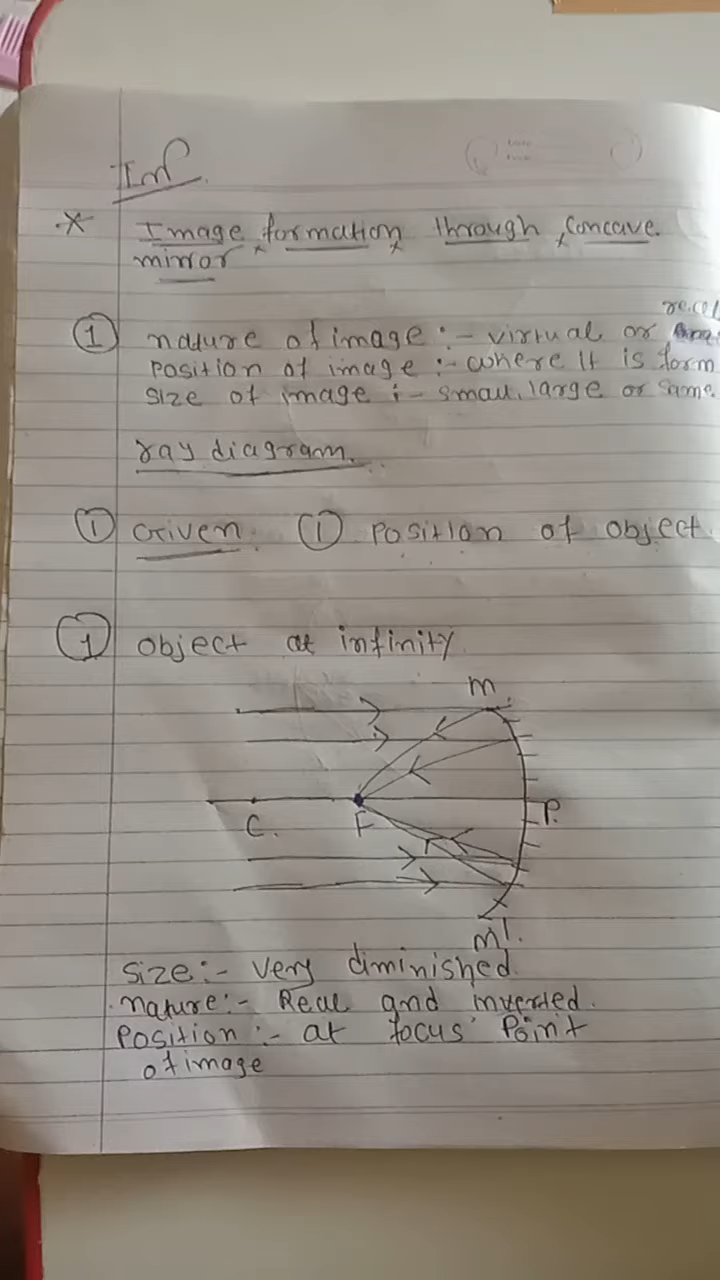 Imp.
* Image formation through concave
mirror
① nature of image :- virtual or real
position of image :- where it is form
size of image :- small, large or same
ray diagram.
① Given: ① Position of object.
① object at infinity
M
C. F P.
M'.
size:- very diminished.
nature:- Real and inverted.
Position :- at focus Point
of image